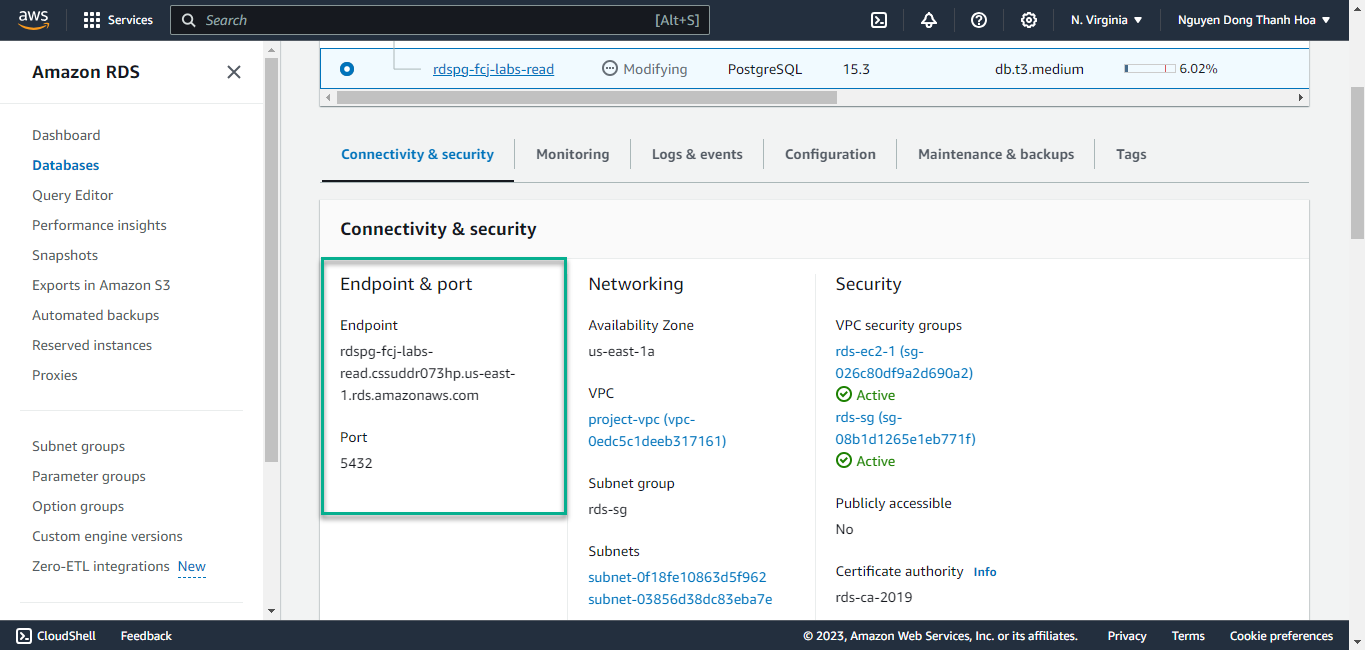 aws
Services
Search
[Alt+S]
N. Virginia
Nguyen Dong Thanh Hoa
Amazon RDS
Dashboard
Databases
Query Editor
Performance insights
Snapshots
Exports in Amazon S3
Automated backups
Reserved instances
Proxies
Subnet groups
Parameter groups
Option groups
Custom engine versions
Zero-ETL integrations New
rdspg-fcj-labs-read Modifying PostgreSQL 15.3 db.t3.medium 6.02%
Connectivity & security Monitoring Logs & events Configuration Maintenance & backups Tags
Connectivity & security
Endpoint & port
Endpoint
rdspg-fcj-labs-
read.cssuddr073hp.us-east-
1.rds.amazonaws.com
Port
5432
Networking
Availability Zone
us-east-1a
VPC
project-vpc (vpc-
0edc5c1deeb317161)
Subnet group
rds-sg
Subnets
subnet-0f18fe10863d5f962
subnet-03856d38dc83eba7e
Security
VPC security groups
rds-ec2-1 (sg-
026c80df9a2d690a2)
Active
rds-sg (sg-
08b1d1265e1eb771f)
Active
Publicly accessible
No
Certificate authority Info
rds-ca-2019
CloudShell Feedback © 2023, Amazon Web Services, Inc. or its affiliates. Privacy Terms Cookie preferences